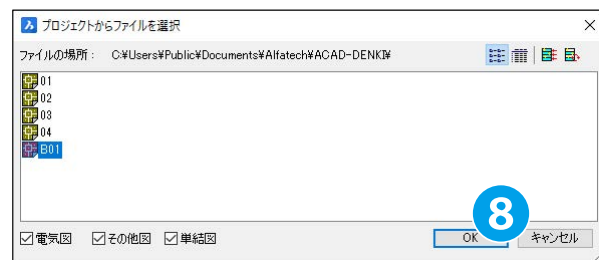 プロジェクトからファイルを選択
ファイルの場所： C:¥Users¥Public¥Documents¥Alfatech¥ACAD-DENKI¥
01
02
03
04
B01
8
電気図 その他図 単結図 OK キャンセル